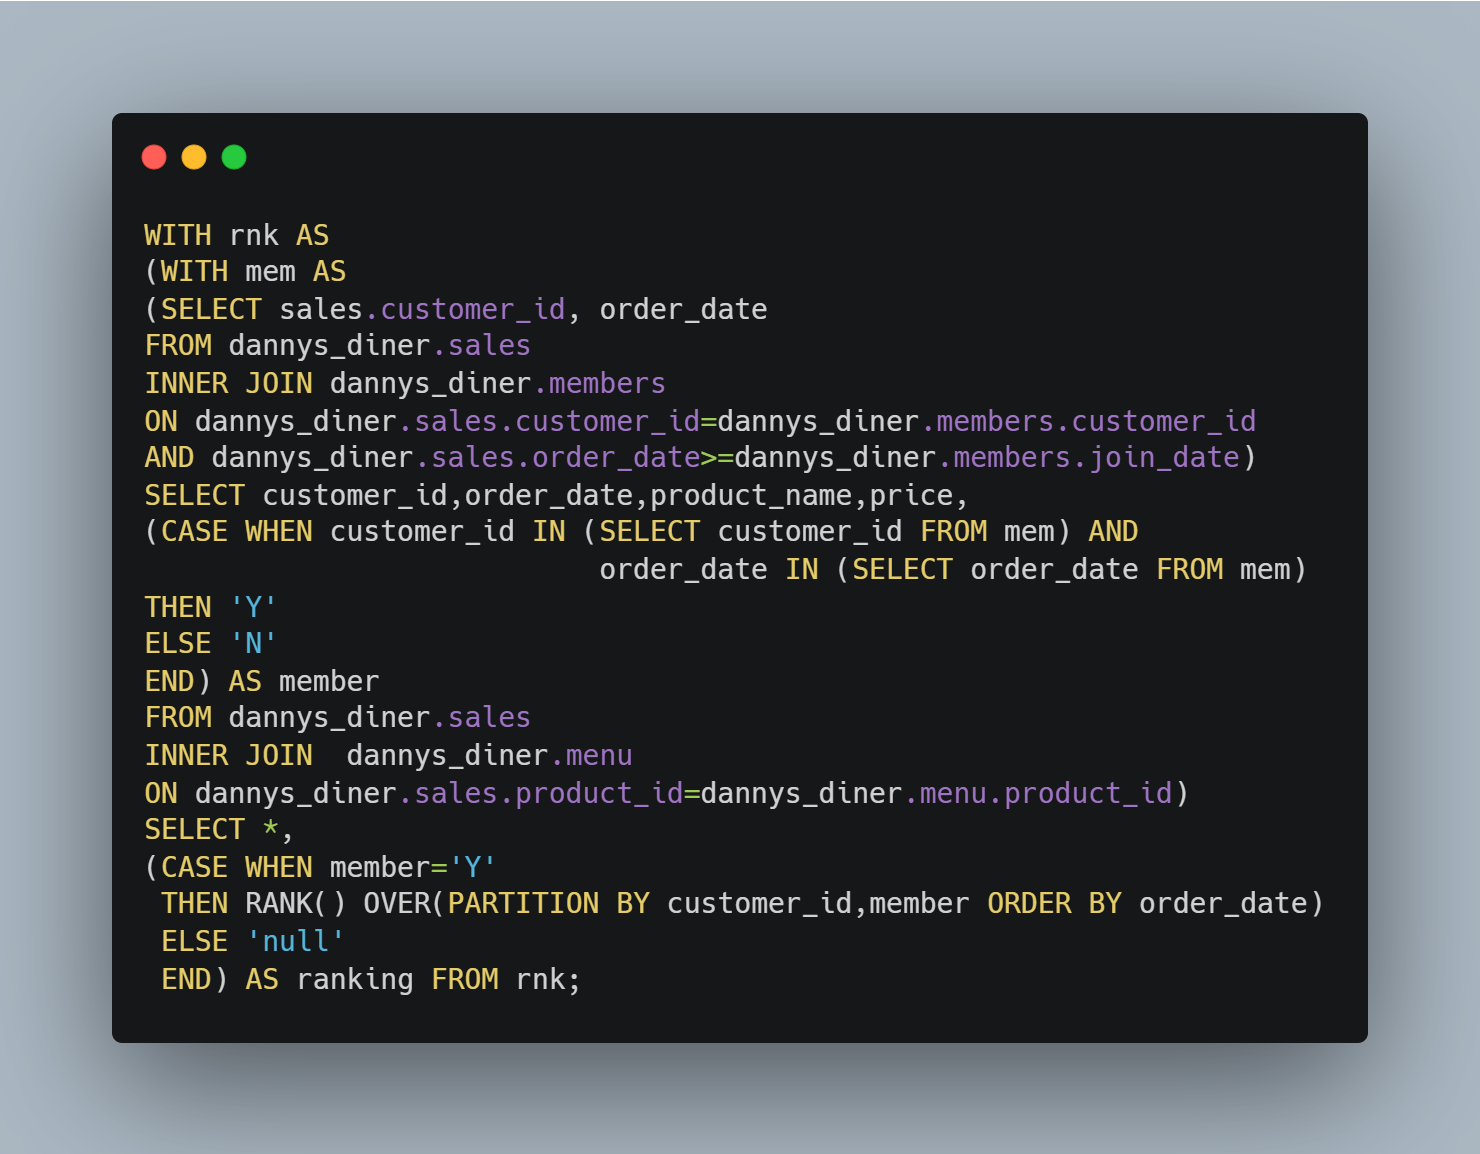 WITH rnk AS
(WITH mem AS
(SELECT sales.customer_id, order_date
FROM dannys_diner.sales
INNER JOIN dannys_diner.members
ON dannys_diner.sales.customer_id=dannys_diner.members.customer_id
AND dannys_diner.sales.order_date>=dannys_diner.members.join_date)
SELECT customer_id,order_date,product_name,price,
(CASE WHEN customer_id IN (SELECT customer_id FROM mem) AND
                           order_date IN (SELECT order_date FROM mem)
THEN 'Y'
ELSE 'N'
END) AS member
FROM dannys_diner.sales
INNER JOIN  dannys_diner.menu
ON dannys_diner.sales.product_id=dannys_diner.menu.product_id)
SELECT *,
(CASE WHEN member='Y'
 THEN RANK() OVER(PARTITION BY customer_id,member ORDER BY order_date)
 ELSE 'null'
 END) AS ranking FROM rnk;